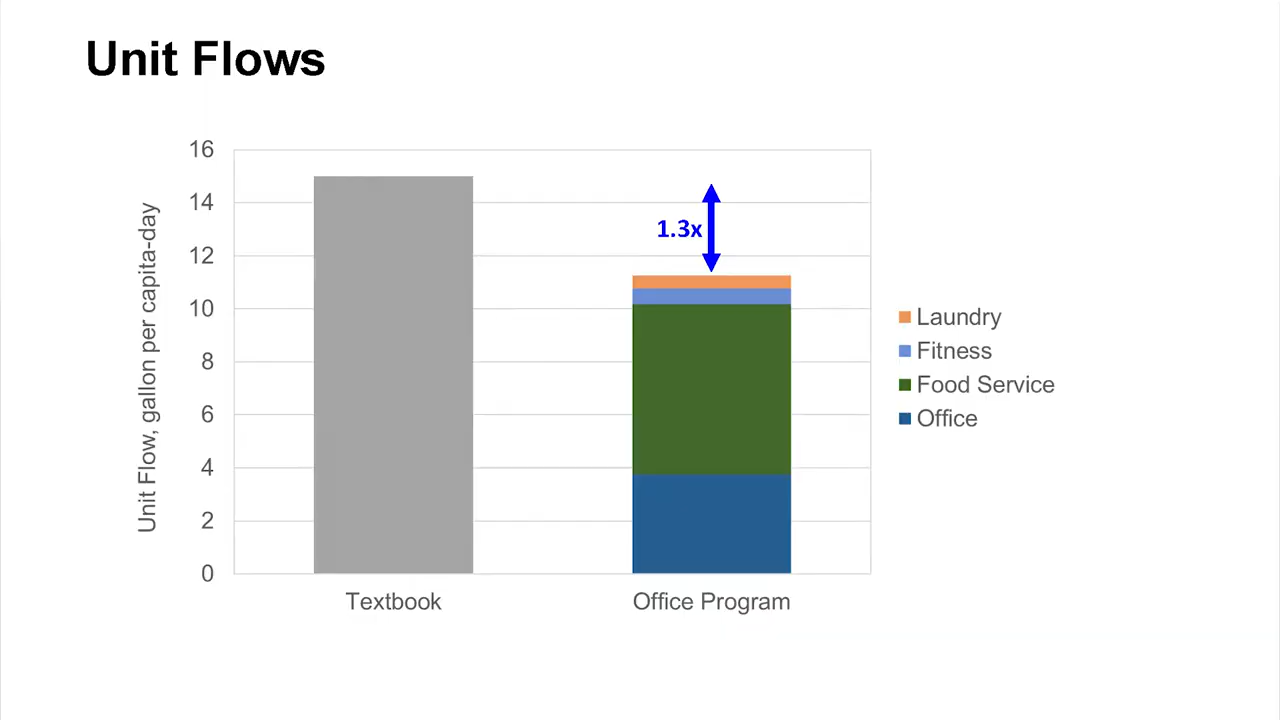 Unit Flows
Unit Flow, gallon per capita-day
16
14
12
10
8
6
4
2
0
1.3x
Textbook
Office Program
Laundry
Fitness
Food Service
Office